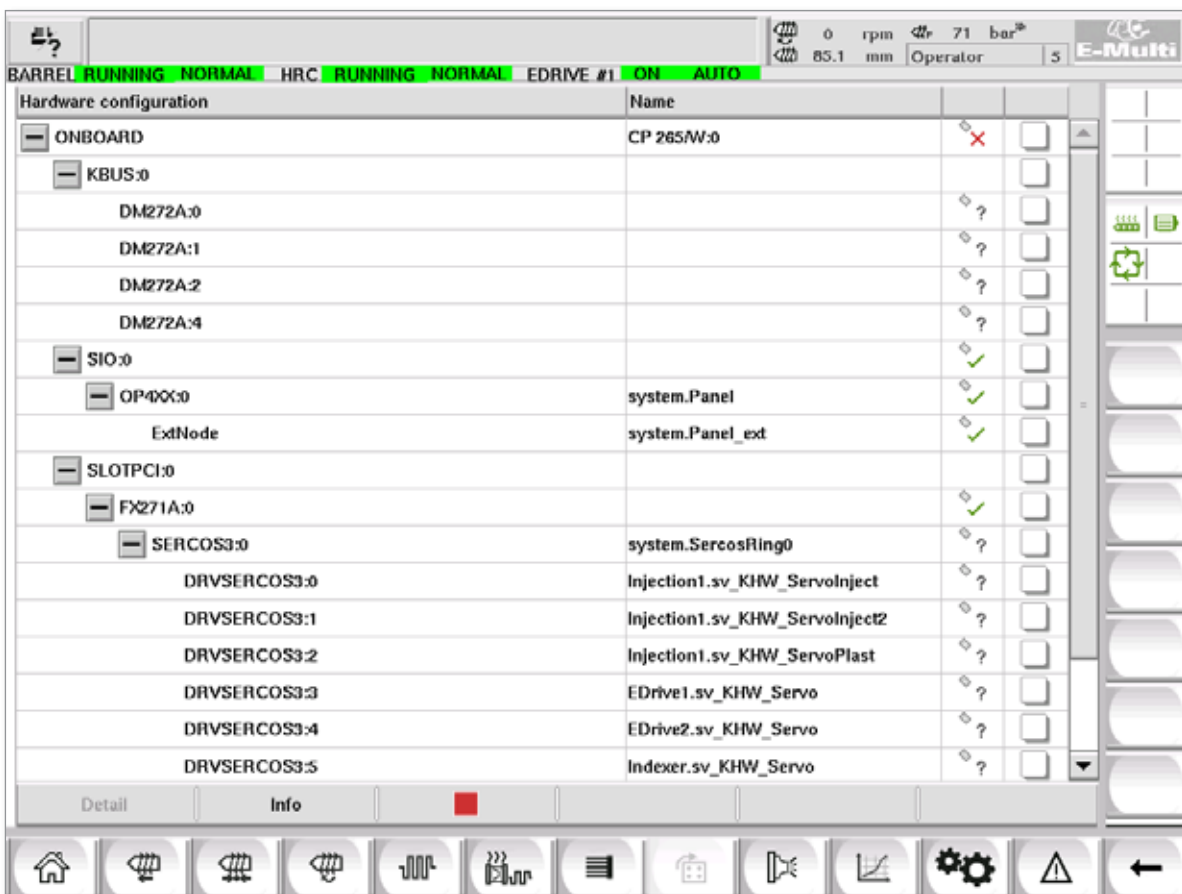 0 rpm 71 bar
85.1 mm Operator 5
E-Multi
BARREL RUNNING NORMAL HRC RUNNING NORMAL EDRIVE #1 ON AUTO
Hardware configuration Name
ONBOARD CP 265/W:0
KBUS:0
DM272A:0 ?
DM272A:1 ?
DM272A:2 ?
DM272A:4 ?
SIO:0
OP4XX:0 system.Panel
ExtNode system.Panel_ext
SLOTPCI:0
FX271A:0
SERCOS3:0 system.SercosRing0 ?
DRVSERCOS3:0 Injection1.sv_KHW_ServoInject ?
DRVSERCOS3:1 Injection1.sv_KHW_ServoInject2 ?
DRVSERCOS3:2 Injection1.sv_KHW_ServoPlast ?
DRVSERCOS3:3 EDrive1.sv_KHW_Servo ?
DRVSERCOS3:4 EDrive2.sv_KHW_Servo ?
DRVSERCOS3:5 Indexer.sv_KHW_Servo ?
Detail Info